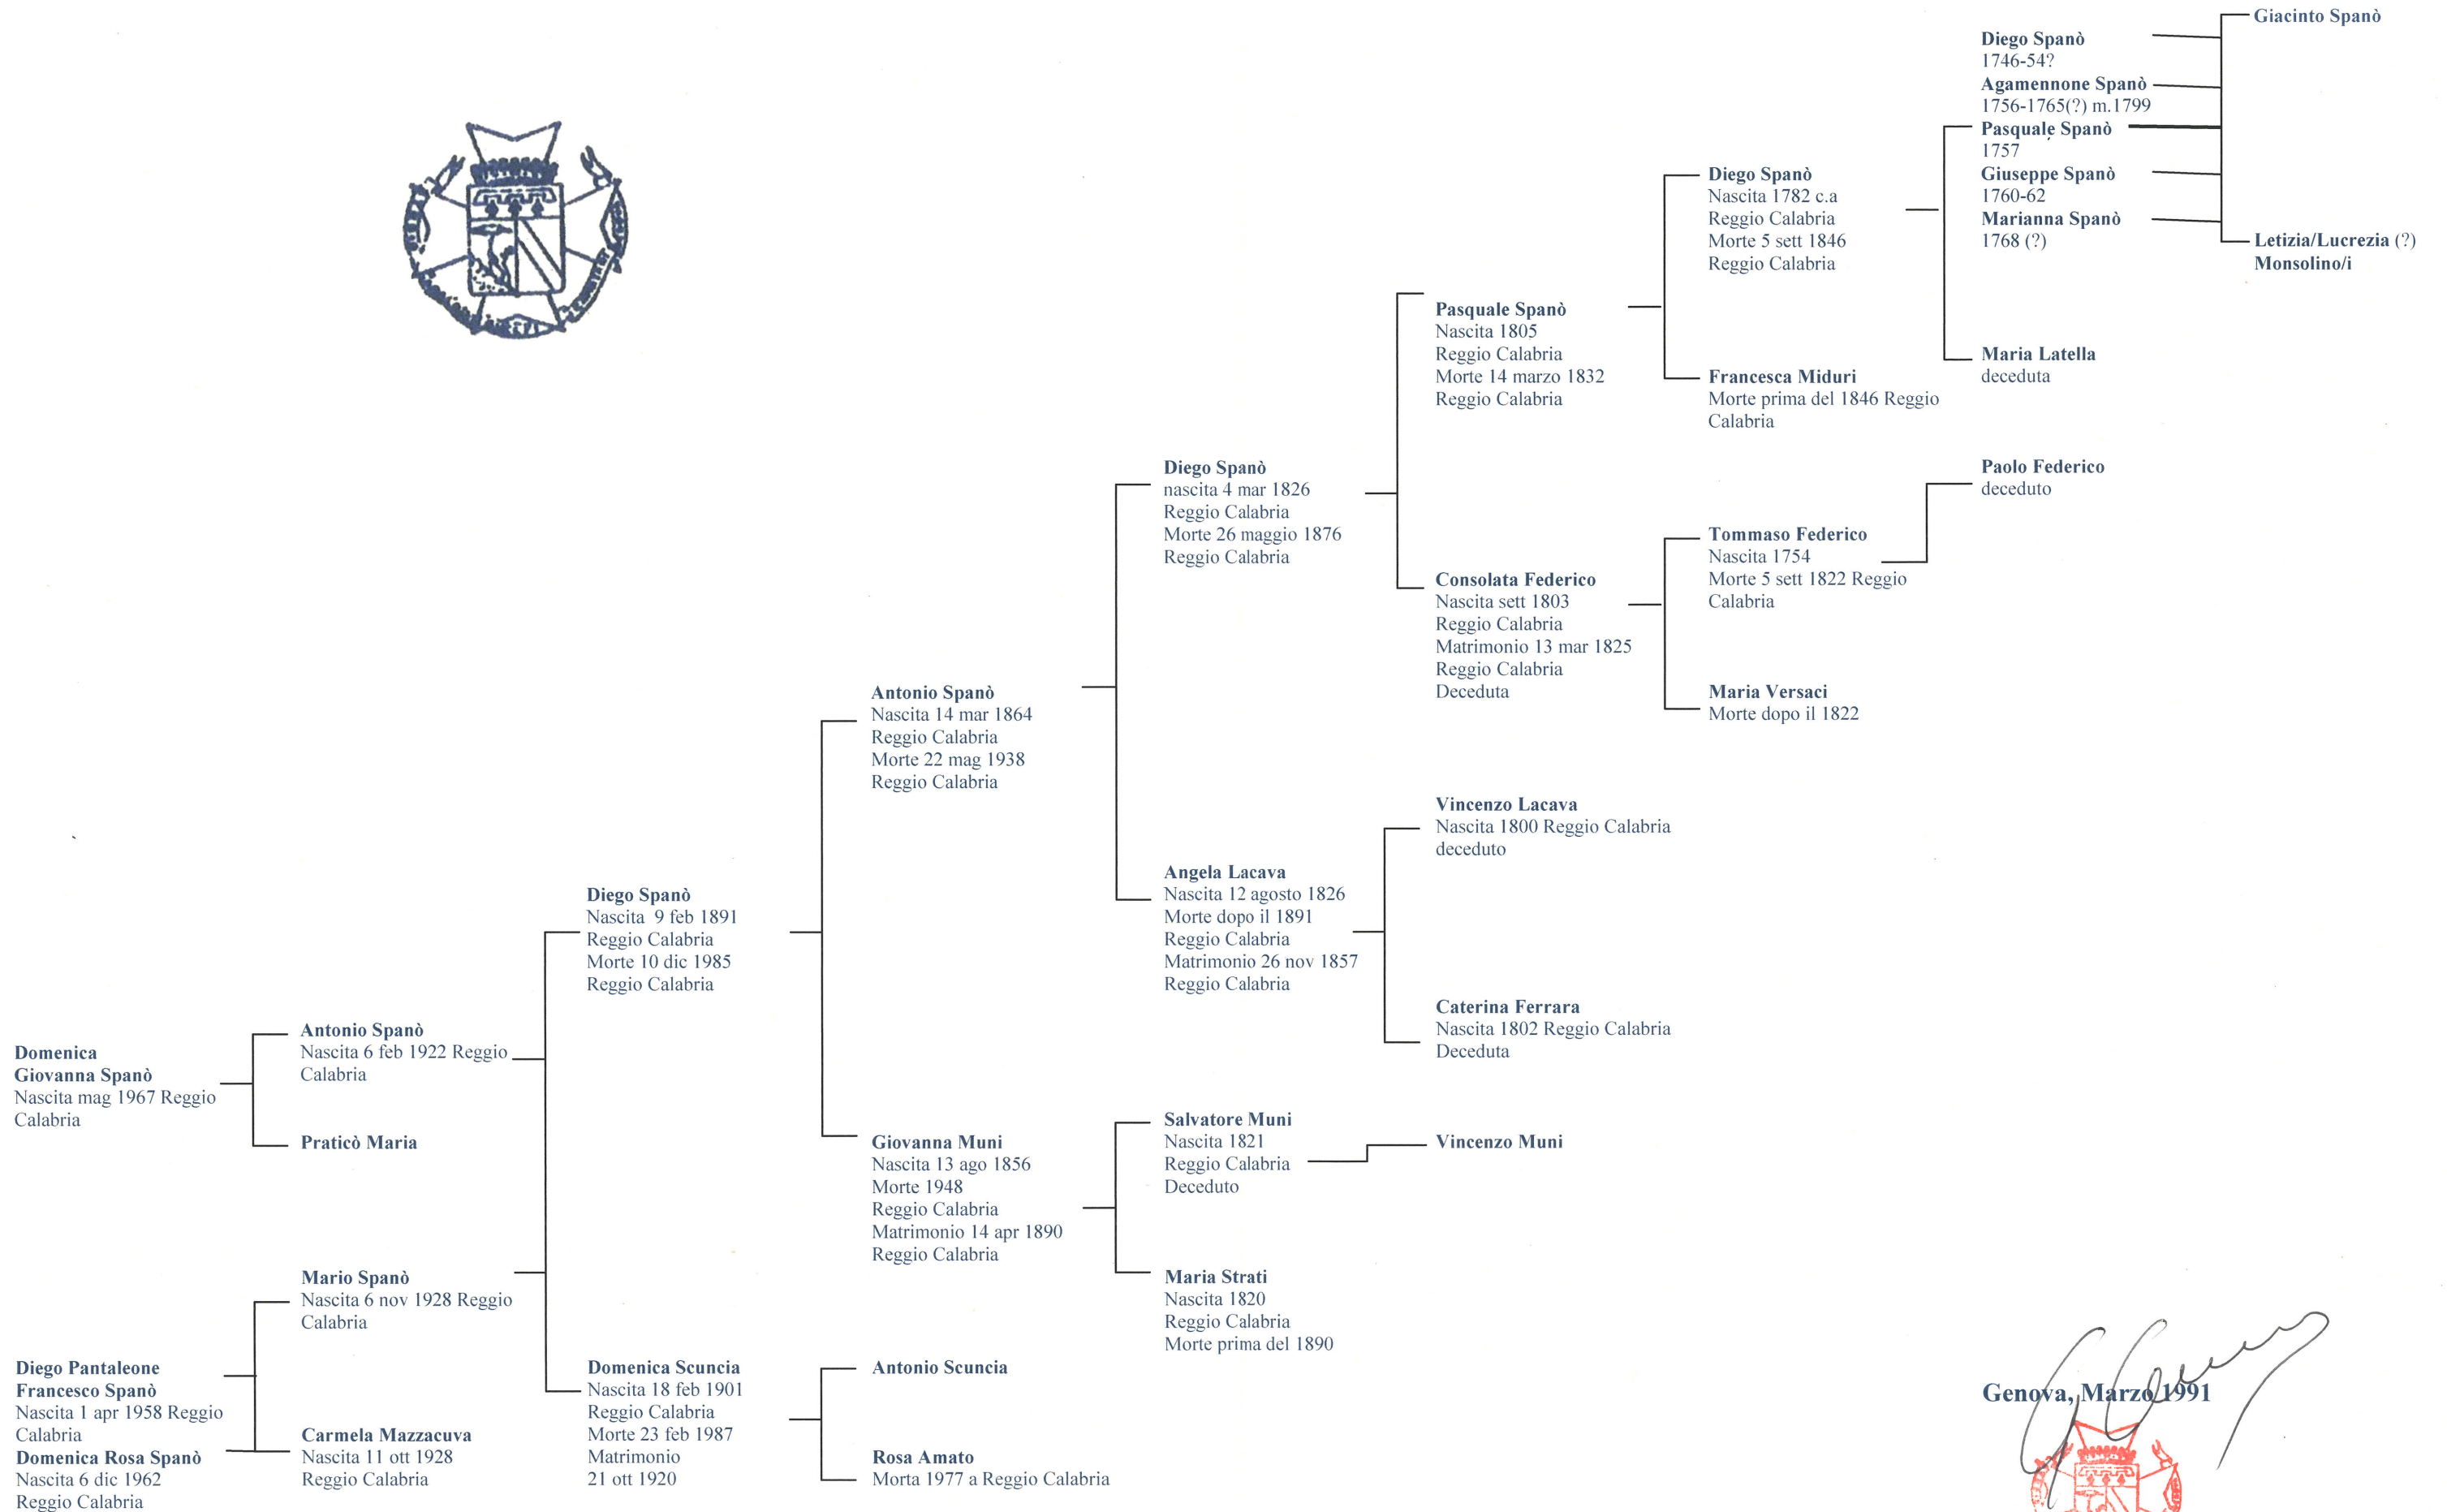 Giacinto Spanò
Diego Spanò
1746-54?
Agamennone Spanò
1756-1765(?) m.1799
Pasquale Spanò
1757
Giuseppe Spanò
1760-62
Marianna Spanò
1768 (?)
Letizia/Lucrezia (?)
Monsolino/i
Maria Latella
deceduta
Diego Spanò
Nascita 1782 c.a
Reggio Calabria
Morte 5 sett 1846
Reggio Calabria
Francesca Miduri
Morte prima del 1846 Reggio
Calabria
Pasquale Spanò
Nascita 1805
Reggio Calabria
Morte 14 marzo 1832
Reggio Calabria
Paolo Federico
deceduto
Tommaso Federico
Nascita 1754
Morte 5 sett 1822 Reggio
Calabria
Maria Versaci
Morte dopo il 1822
Diego Spanò
nascita 4 mar 1826
Reggio Calabria
Morte 26 maggio 1876
Reggio Calabria
Consolata Federico
Nascita sett 1803
Reggio Calabria
Matrimonio 13 mar 1825
Reggio Calabria
Deceduta
Antonio Spanò
Nascita 14 mar 1864
Reggio Calabria
Morte 22 mag 1938
Reggio Calabria
Vincenzo Lacava
Nascita 1800 Reggio Calabria
deceduto
Angela Lacava
Nascita 12 agosto 1826
Morte dopo il 1891
Reggio Calabria
Matrimonio 26 nov 1857
Reggio Calabria
Caterina Ferrara
Nascita 1802 Reggio Calabria
Deceduta
Diego Spanò
Nascita 9 feb 1891
Reggio Calabria
Morte 10 dic 1985
Reggio Calabria
Antonio Spanò
Nascita 6 feb 1922 Reggio
Calabria
Domenica
Giovanna Spanò
Nascita mag 1967 Reggio
Calabria
Praticò Maria
Giovanna Muni
Nascita 13 ago 1856
Morte 1948
Reggio Calabria
Matrimonio 14 apr 1890
Reggio Calabria
Salvatore Muni
Nascita 1821
Reggio Calabria
Deceduto
Vincenzo Muni
Maria Strati
Nascita 1820
Reggio Calabria
Morte prima del 1890
Mario Spanò
Nascita 6 nov 1928 Reggio
Calabria
Diego Pantaleone
Francesco Spanò
Nascita 1 apr 1958 Reggio
Calabria
Domenica Rosa Spanò
Nascita 6 dic 1962
Reggio Calabria
Carmela Mazzacuva
Nascita 11 ott 1928
Reggio Calabria
Domenica Scuncia
Nascita 18 feb 1901
Reggio Calabria
Morte 23 feb 1987
Matrimonio
21 ott 1920
Antonio Scuncia
Rosa Amato
Morta 1977 a Reggio Calabria
Genova, Marzo 1991